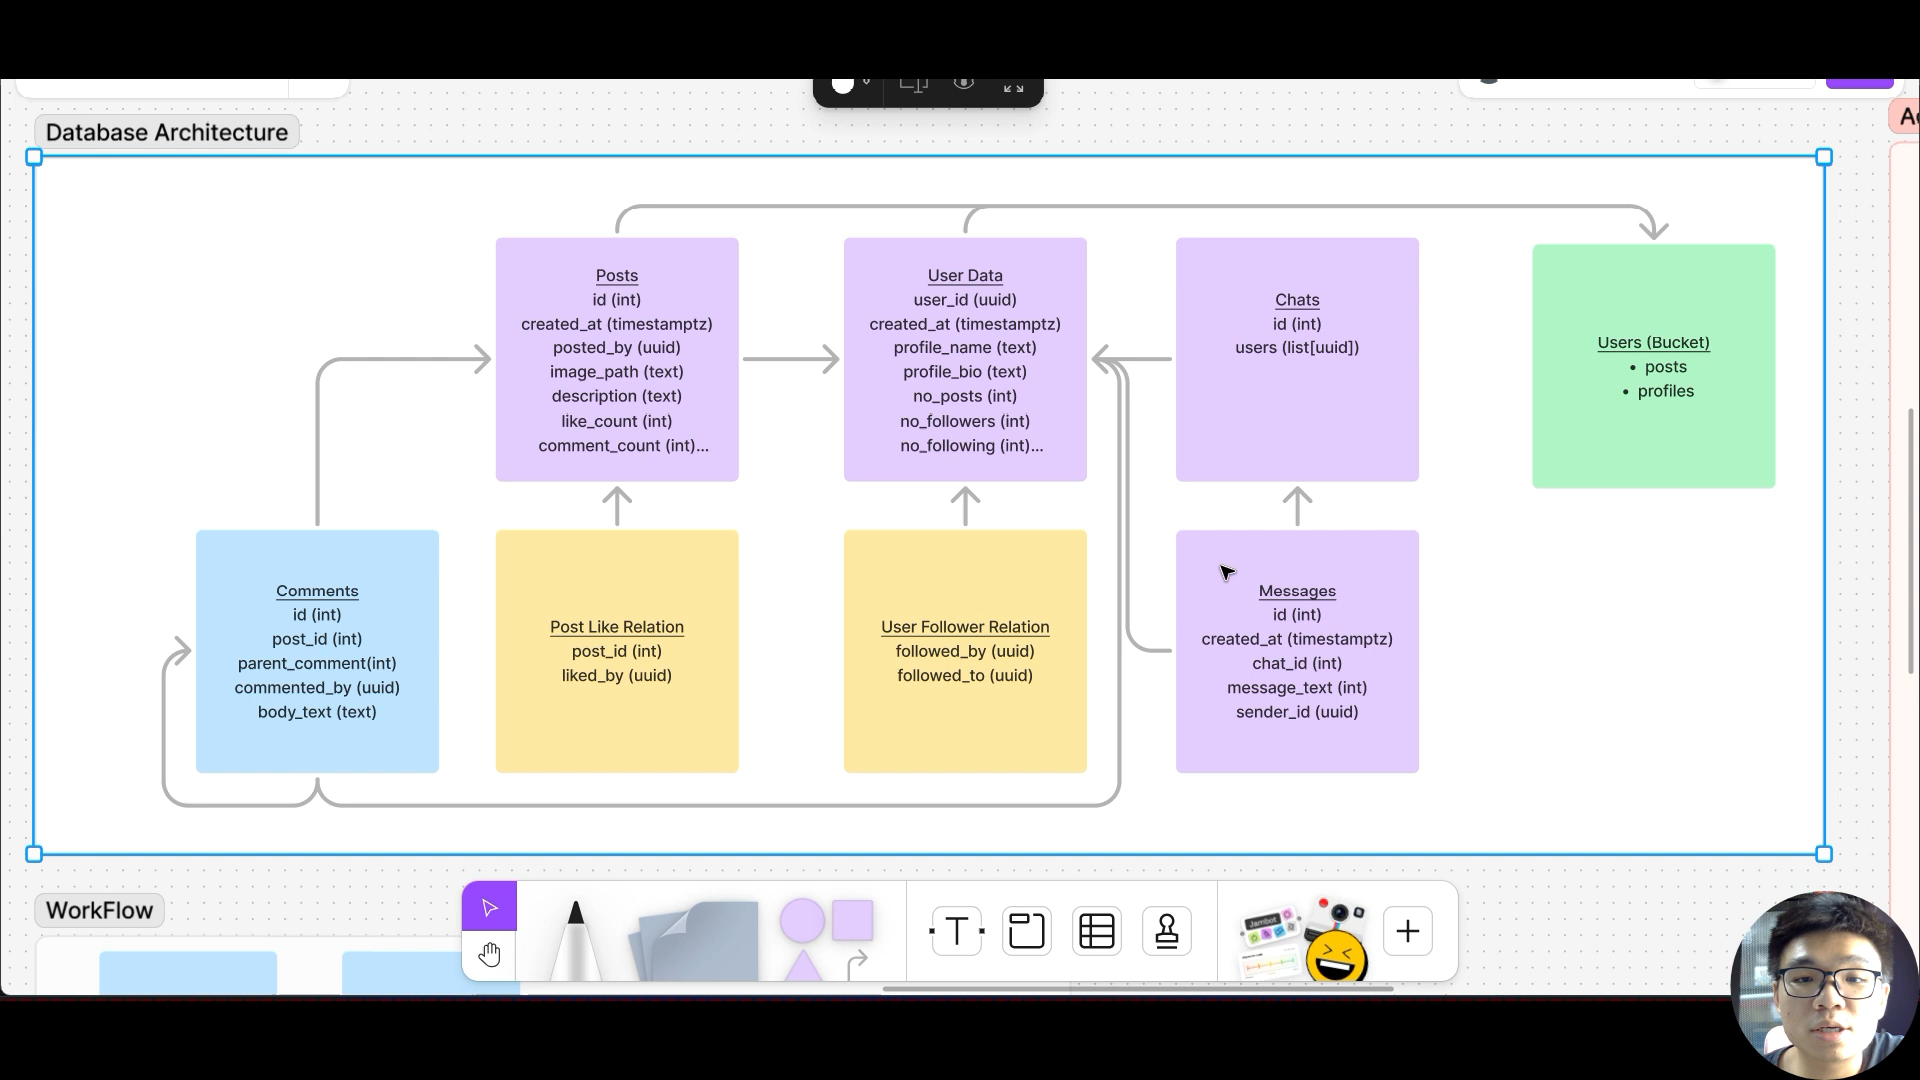 Database Architecture
Ac
Posts
id (int)
created_at (timestamptz)
posted_by (uuid)
image_path (text)
description (text)
like_count (int)
comment_count (int)...
User Data
user_id (uuid)
created_at (timestamptz)
profile_name (text)
profile_bio (text)
no_posts (int)
no_followers (int)
no_following (int)...
Chats
id (int)
users (list[uuid])
Users (Bucket)
• posts
• profiles
Comments
id (int)
post_id (int)
parent_comment(int)
commented_by (uuid)
body_text (text)
Post Like Relation
post_id (int)
liked_by (uuid)
User Follower Relation
followed_by (uuid)
followed_to (uuid)
Messages
id (int)
created_at (timestamptz)
chat_id (int)
message_text (int)
sender_id (uuid)
WorkFlow
T
Jambot